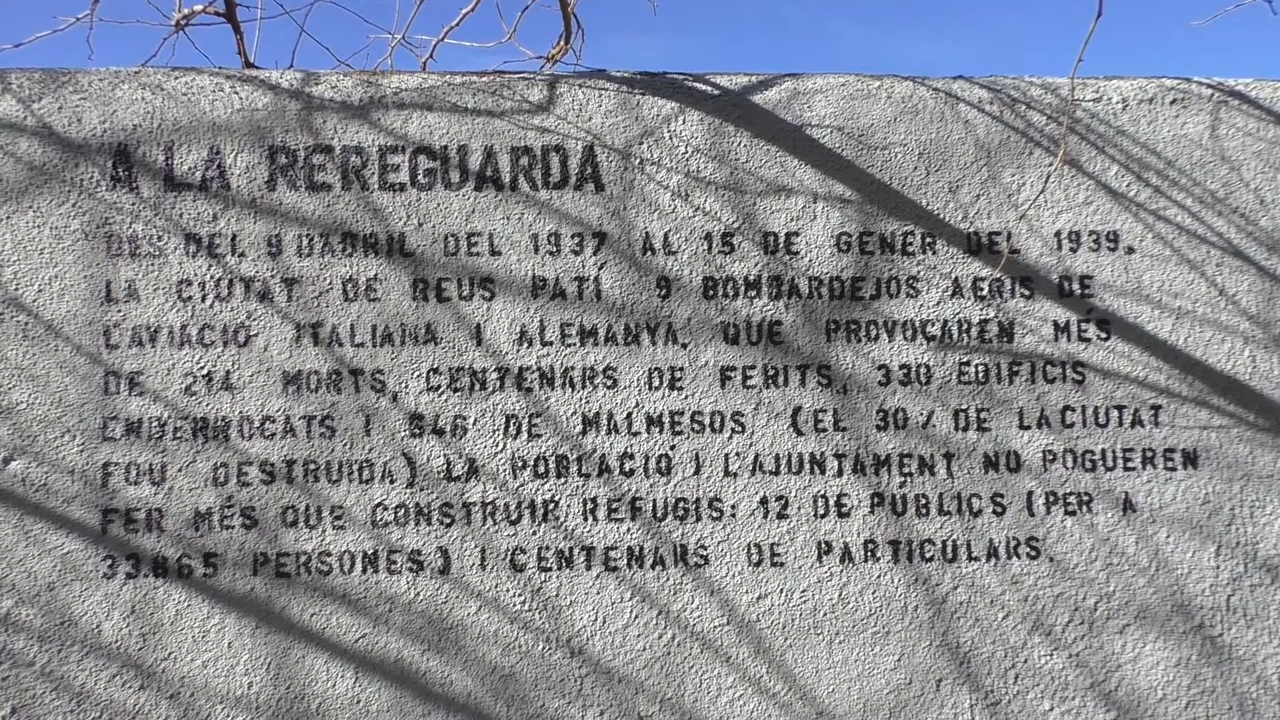 A LA REREGUARDA
DES DEL 9 D'ABRIL DEL 1937 AL 15 DE GENER DEL 1939.
LA CIUTAT DE REUS PATÍ 9 BOMBARDEJOS AERIS DE
L'AVIACIO ITALIANA I ALEMANYA, QUE PROVOCAREN MÉS
DE 214 MORTS, CENTENARS DE FERITS, 330 EDIFICIS
ENDERROCATS I 946 DE MALMESOS (EL 30% DE LA CIUTAT
FOU DESTRUIDA) LA POBLACIÓ I L'AJUNTAMENT NO POGUEREN
FER MÉS QUE CONSTRUIR REFUGIS: 12 DE PÚBLICS (PER A
33.865 PERSONES) I CENTENARS DE PARTICULARS.